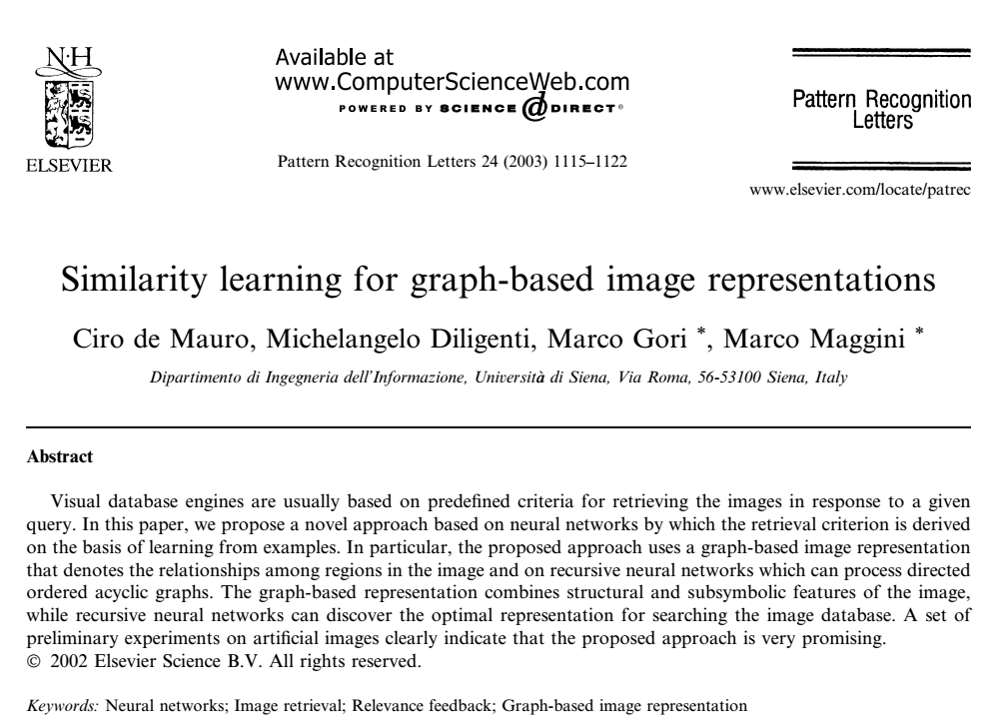 N·H
ELSEVIER
Available at
www.ComputerScienceWeb.com
POWERED BY SCIENCE @ DIRECT®
Pattern Recognition Letters 24 (2003) 1115–1122
Pattern Recognition
Letters
www.elsevier.com/locate/patrec
Similarity learning for graph-based image representations
Ciro de Mauro, Michelangelo Diligenti, Marco Gori *, Marco Maggini *
Dipartimento di Ingegneria dell'Informazione, Università di Siena, Via Roma, 56-53100 Siena, Italy
Abstract
Visual database engines are usually based on predefined criteria for retrieving the images in response to a given
query. In this paper, we propose a novel approach based on neural networks by which the retrieval criterion is derived
on the basis of learning from examples. In particular, the proposed approach uses a graph-based image representation
that denotes the relationships among regions in the image and on recursive neural networks which can process directed
ordered acyclic graphs. The graph-based representation combines structural and subsymbolic features of the image,
while recursive neural networks can discover the optimal representation for searching the image database. A set of
preliminary experiments on artificial images clearly indicate that the proposed approach is very promising.
© 2002 Elsevier Science B.V. All rights reserved.
Keywords: Neural networks; Image retrieval; Relevance feedback; Graph-based image representation